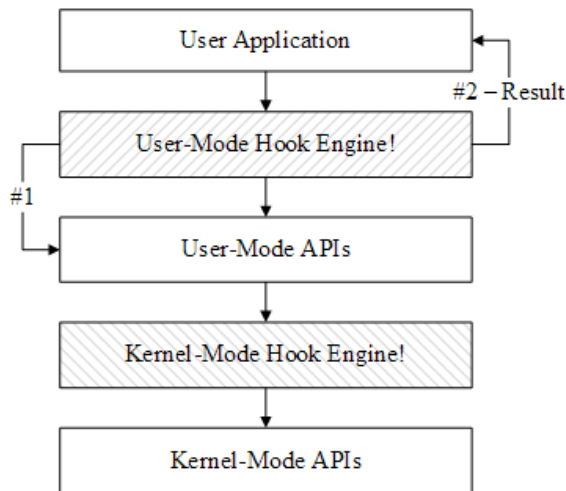 User Application
#2 – Result
User-Mode Hook Engine!
#1
User-Mode APIs
Kernel-Mode Hook Engine!
Kernel-Mode APIs